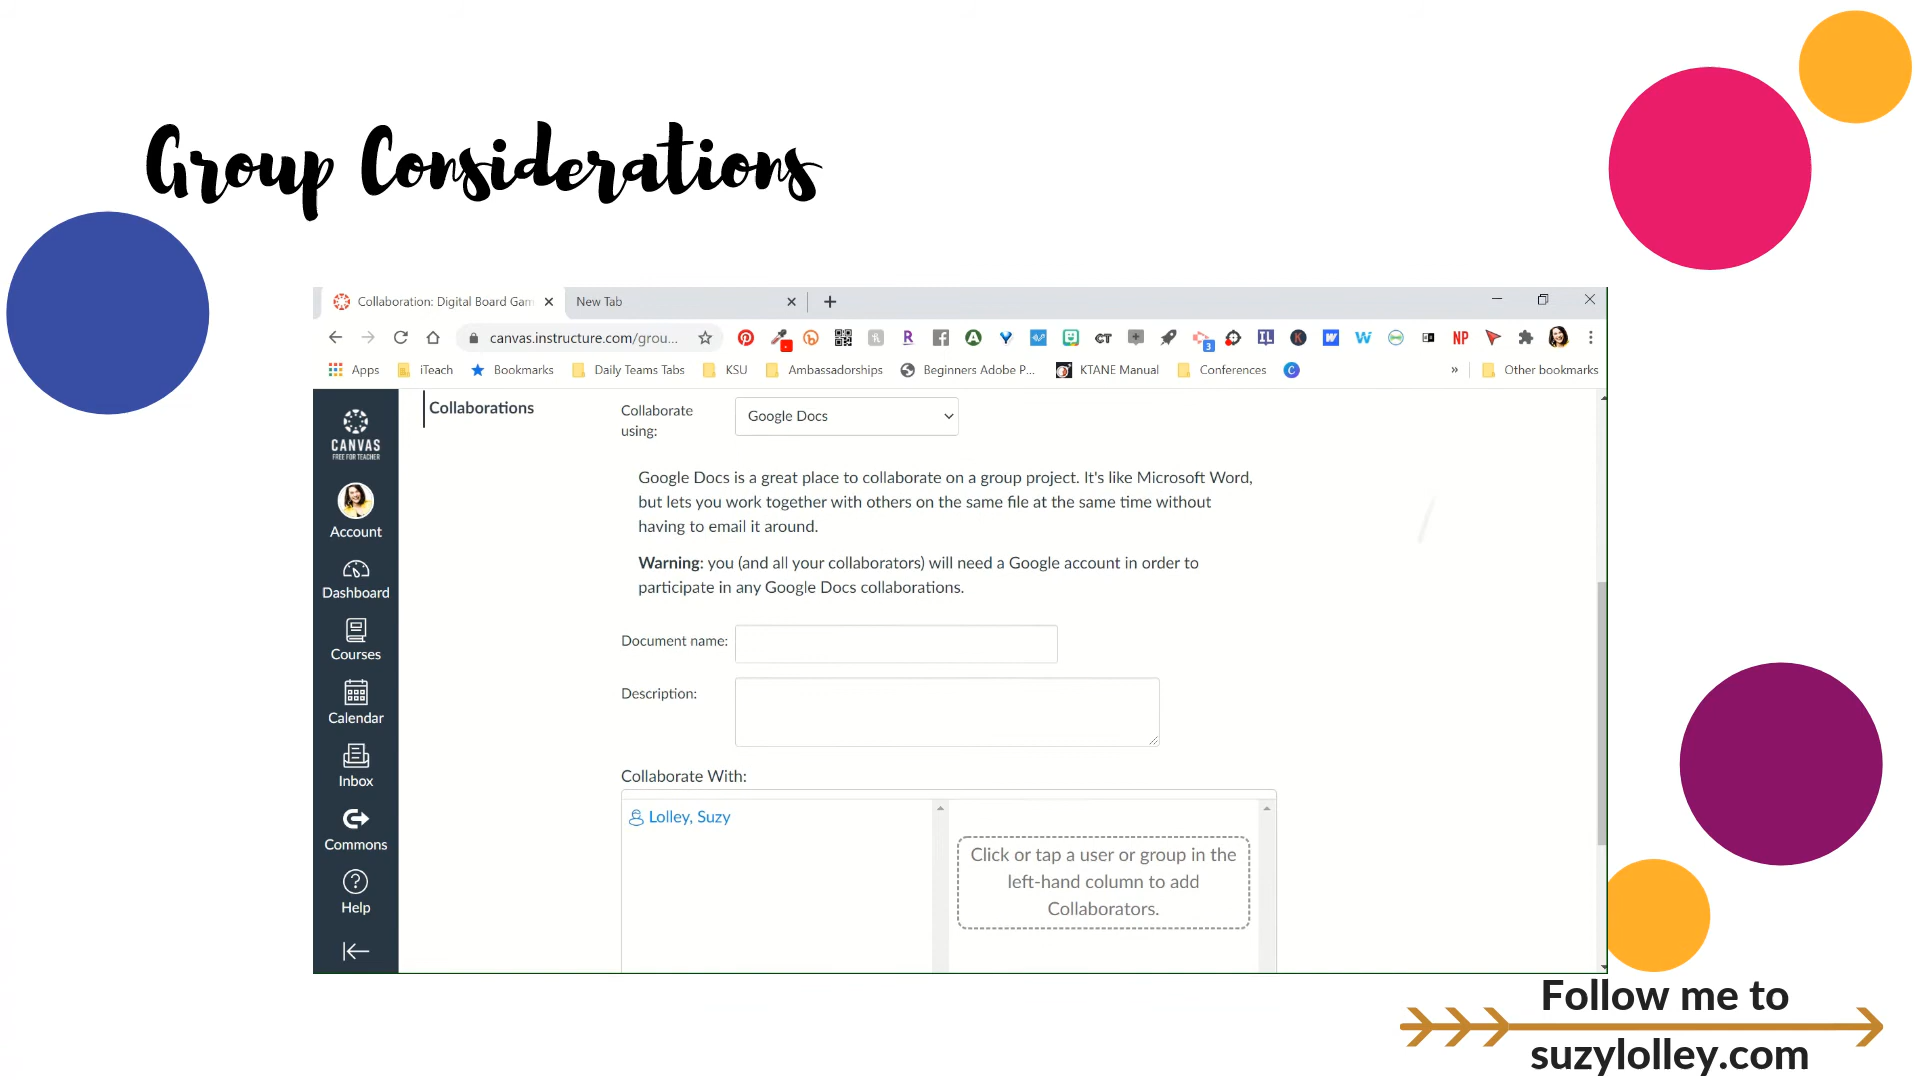 Group Considerations
Collaboration: Digital Board Gam
New Tab
canvas.instructure.com/grou...
Apps
iTeach
Bookmarks
Daily Teams Tabs
KSU
Ambassadorships
Beginners Adobe P...
KTANE Manual
Conferences
Other bookmarks
CANVAS
FREE FOR TEACHER
Account
Dashboard
Courses
Calendar
Inbox
Commons
Help
Collaborations
Collaborate
using:
Google Docs
Google Docs is a great place to collaborate on a group project. It's like Microsoft Word,
but lets you work together with others on the same file at the same time without
having to email it around.
Warning: you (and all your collaborators) will need a Google account in order to
participate in any Google Docs collaborations.
Document name:
Description:
Collaborate With:
Lolley, Suzy
Click or tap a user or group in the
left-hand column to add
Collaborators.
Follow me to
suzylolley.com